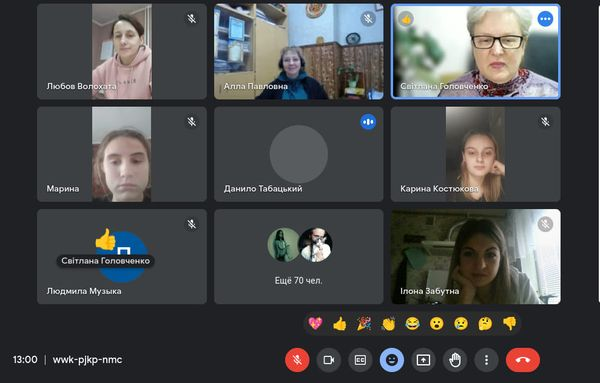 Любов Волохата
Алла Павловна
Світлана Головченко
Марина
Данило Табацький
Карина Костюкова
Світлана Головченко
Людмила Музыка
Ещё 70 чел.
Ілона Забутна
13:00 | wwk-pjkp-nmc